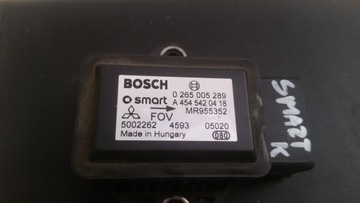 BOSCH
0 265 005 289
smart
A 454 542 04 18
MR955352
FOV
5002262 4593 05020
Made in Hungary
SMART
K